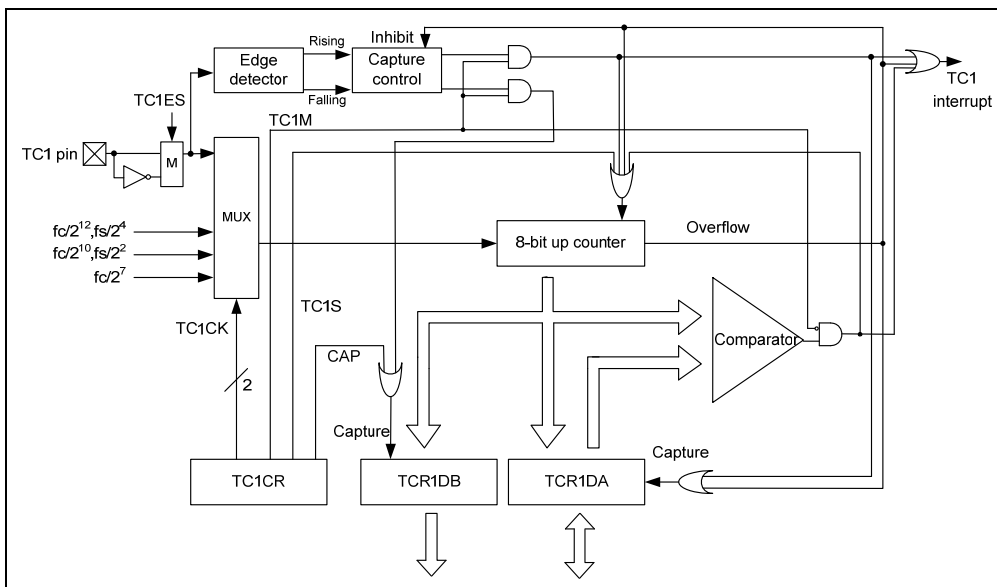 Rising
Inhibit
Edge
detector
Capture
control
Falling
TC1
interrupt
TC1ES
TC1M
TC1 pin
M
MUX
fc/2¹²,fs/2⁴
fc/2¹⁰,fs/2²
fc/2⁷
8-bit up counter
Overflow
TC1S
TC1CK
Comparator
CAP
2
Capture
Capture
TC1CR
TCR1DB
TCR1DA